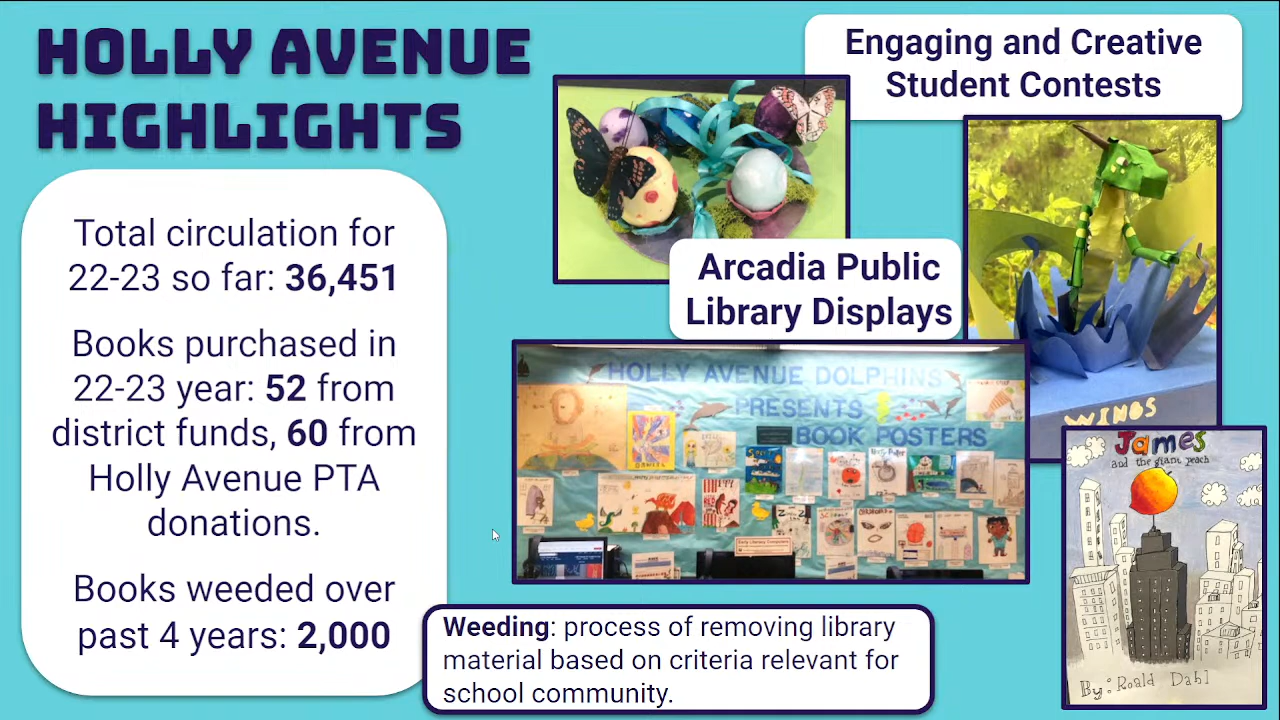 HOLLY AVENUE
HIGHLIGHTS
Total circulation for
22-23 so far: 36,451
Books purchased in
22-23 year: 52 from
district funds, 60 from
Holly Avenue PTA
donations.
Books weeded over
past 4 years: 2,000
Engaging and Creative
Student Contests
Arcadia Public
Library Displays
HOLLY AVENUE DOLPHINS
PRESENTS
BOOK POSTERS
WINGS
James
and the giant peach
By: Roald Dahl
Weeding: process of removing library
material based on criteria relevant for
school community.